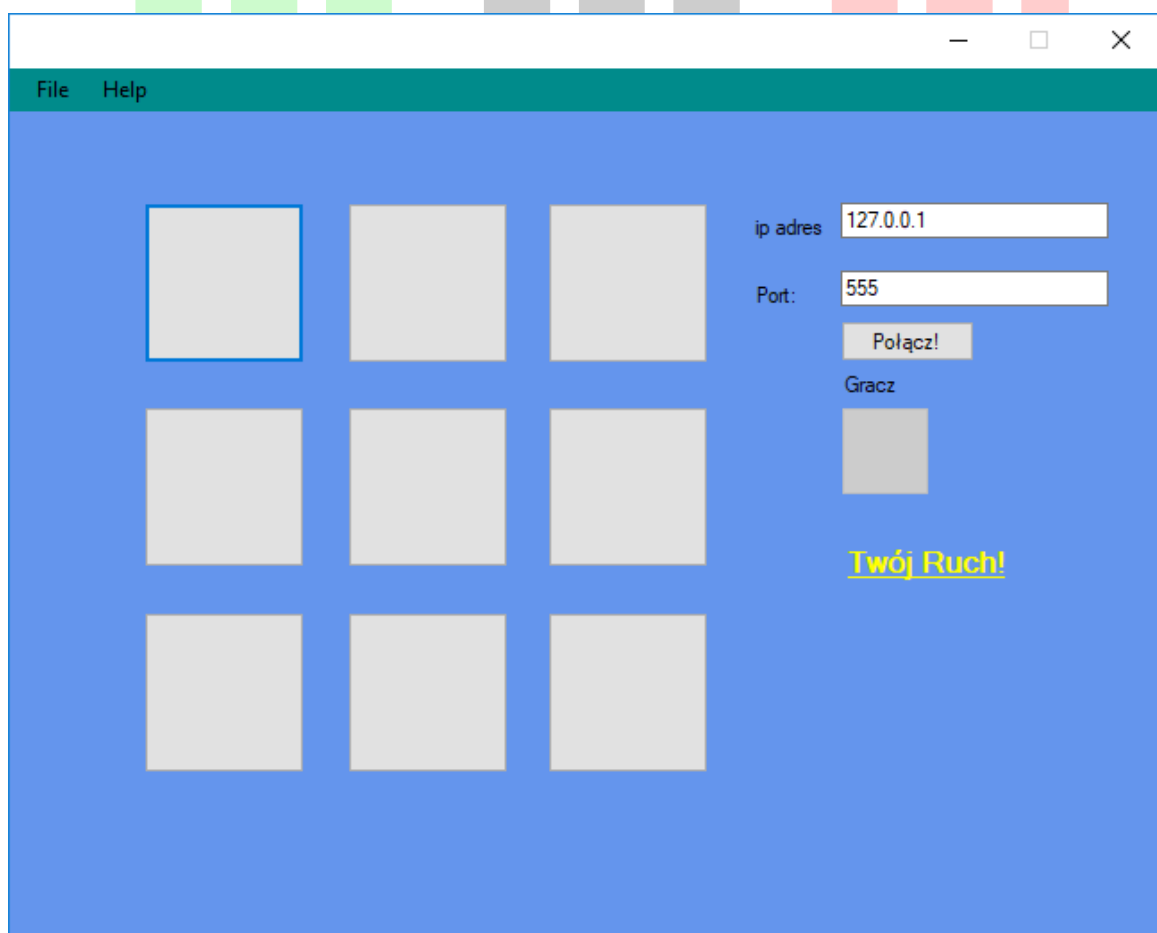 File Help
ip adres 127.0.0.1
Port: 555
Połącz!
Gracz
Twój Ruch!